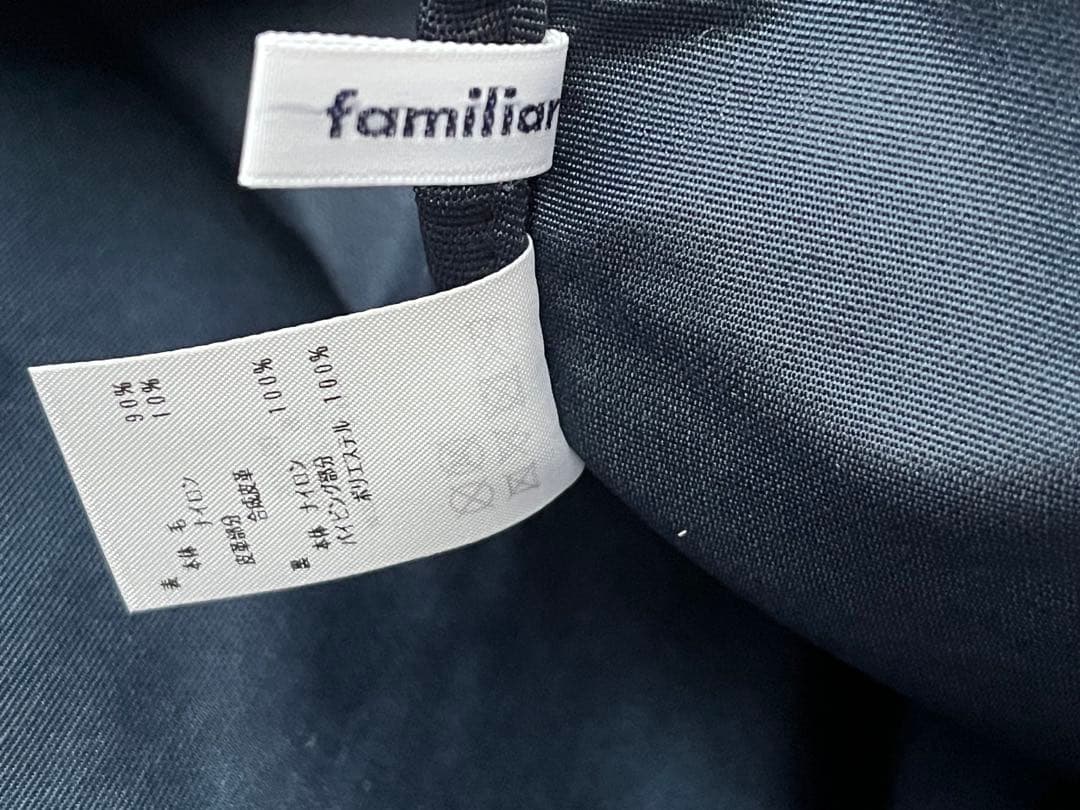 familiar
表
本体 毛 90%
ナイロン 10%
皮革部分
合成皮革
裏
本体 ナイロン 100%
パイピング部分
ポリエステル 100%